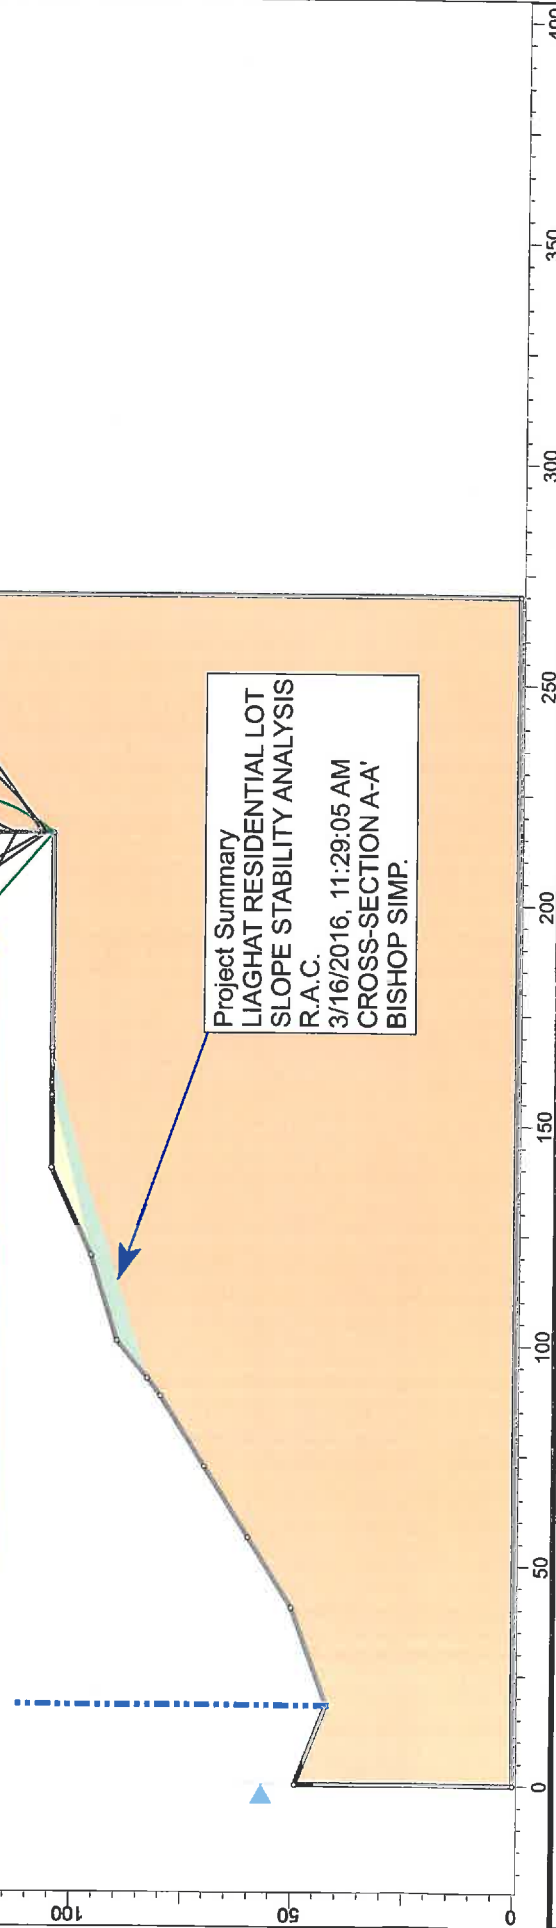 Project Summary
LIAGHAT RESIDENTIAL LOT
SLOPE STABILITY ANALYSIS
R.A.C.
3/16/2016, 11:29:05 AM
CROSS-SECTION A-A'
BISHOP SIMP.
100
50
0
0
50
100
150
200
250
300
350
400